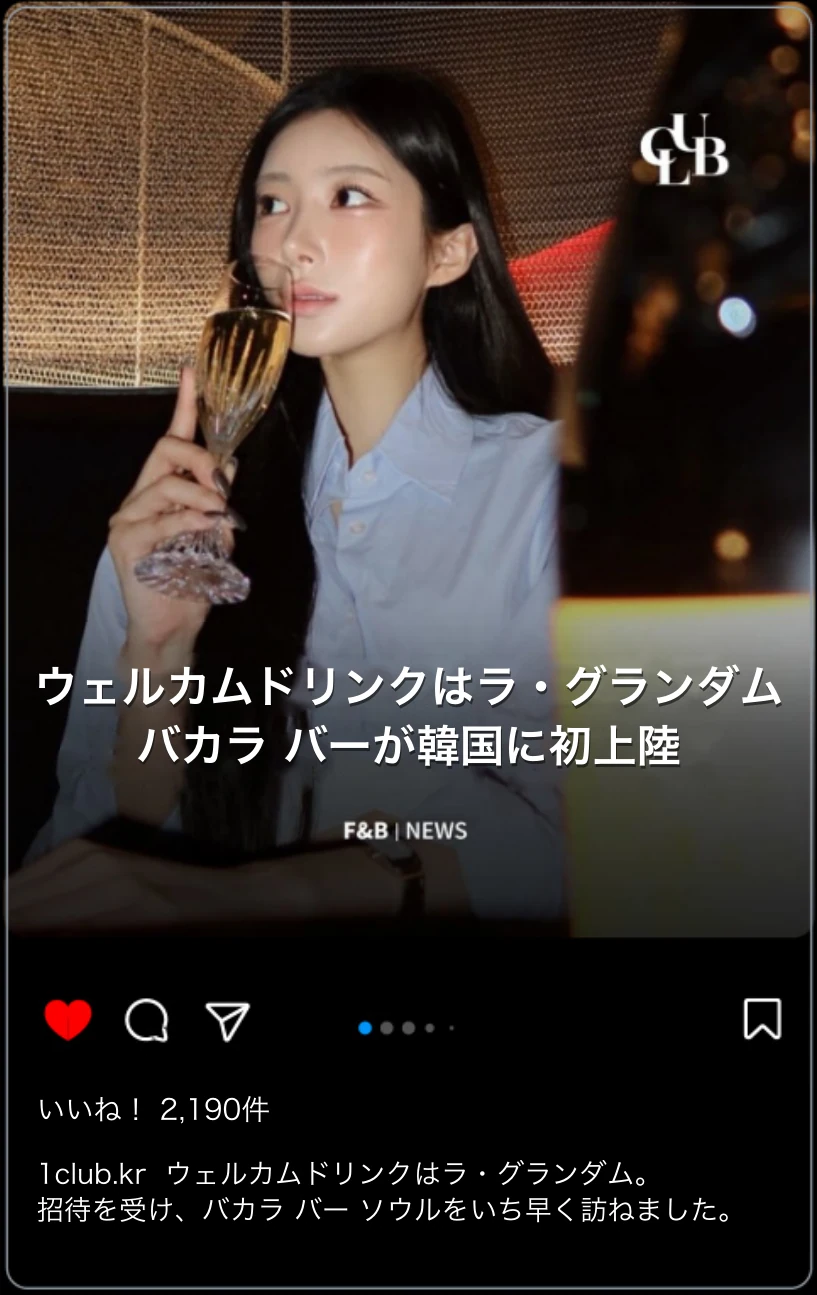 CLUB
ウェルカムドリンクはラ・グランダム
バカラ バーが韓国に初上陸
F&B | NEWS
いいね！ 2,190件
1club.kr ウェルカムドリンクはラ・グランダム。
招待を受け、バカラ バー ソウルをいち早く訪ねました。